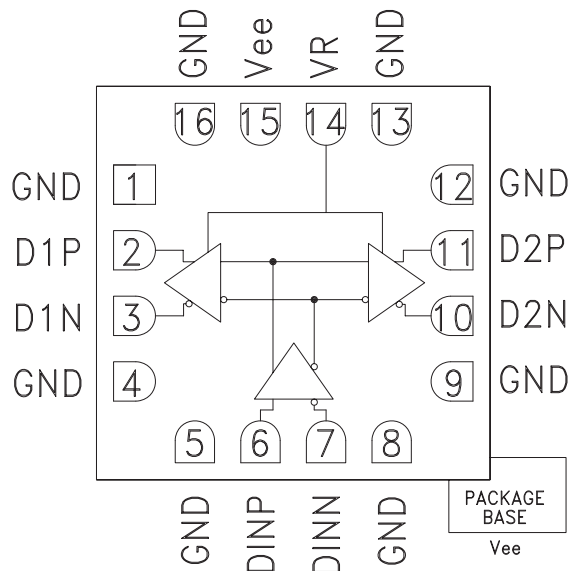 GND
Vee
VR
GND
16
15
14
13
GND
1
12
GND
D1P
2
11
D2P
D1N
3
10
D2N
GND
4
9
GND
5
6
7
8
GND
DINP
DINN
GND
PACKAGE
BASE
Vee